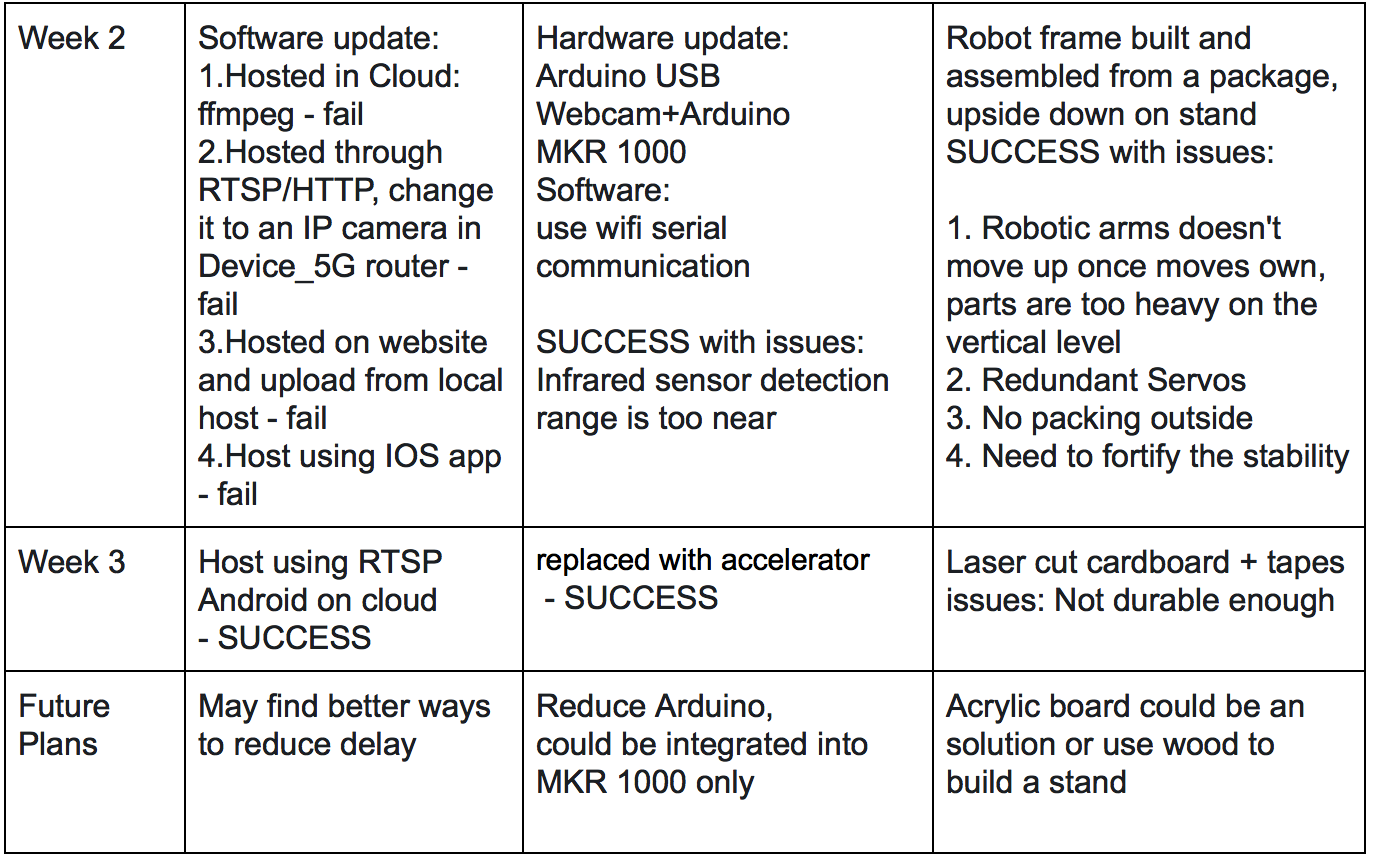 Week 2
Software update:
1.Hosted in Cloud:
ffmpeg - fail
2.Hosted through
RTSP/HTTP, change
it to an IP camera in
Device_5G router -
fail
3.Hosted on website
and upload from local
host - fail
4.Host using IOS app
- fail
Hardware update:
Arduino USB
Webcam+Arduino
MKR 1000
Software:
use wifi serial
communication
SUCCESS with issues:
Infrared sensor detection
range is too near
Robot frame built and
assembled from a package,
upside down on stand
SUCCESS with issues:
1. Robotic arms doesn't
move up once moves own,
parts are too heavy on the
vertical level
2. Redundant Servos
3. No packing outside
4. Need to fortify the stability
Week 3
Host using RTSP
Android on cloud
- SUCCESS
replaced with accelerator
- SUCCESS
Laser cut cardboard + tapes
issues: Not durable enough
Future
Plans
May find better ways
to reduce delay
Reduce Arduino,
could be integrated into
MKR 1000 only
Acrylic board could be an
solution or use wood to
build a stand